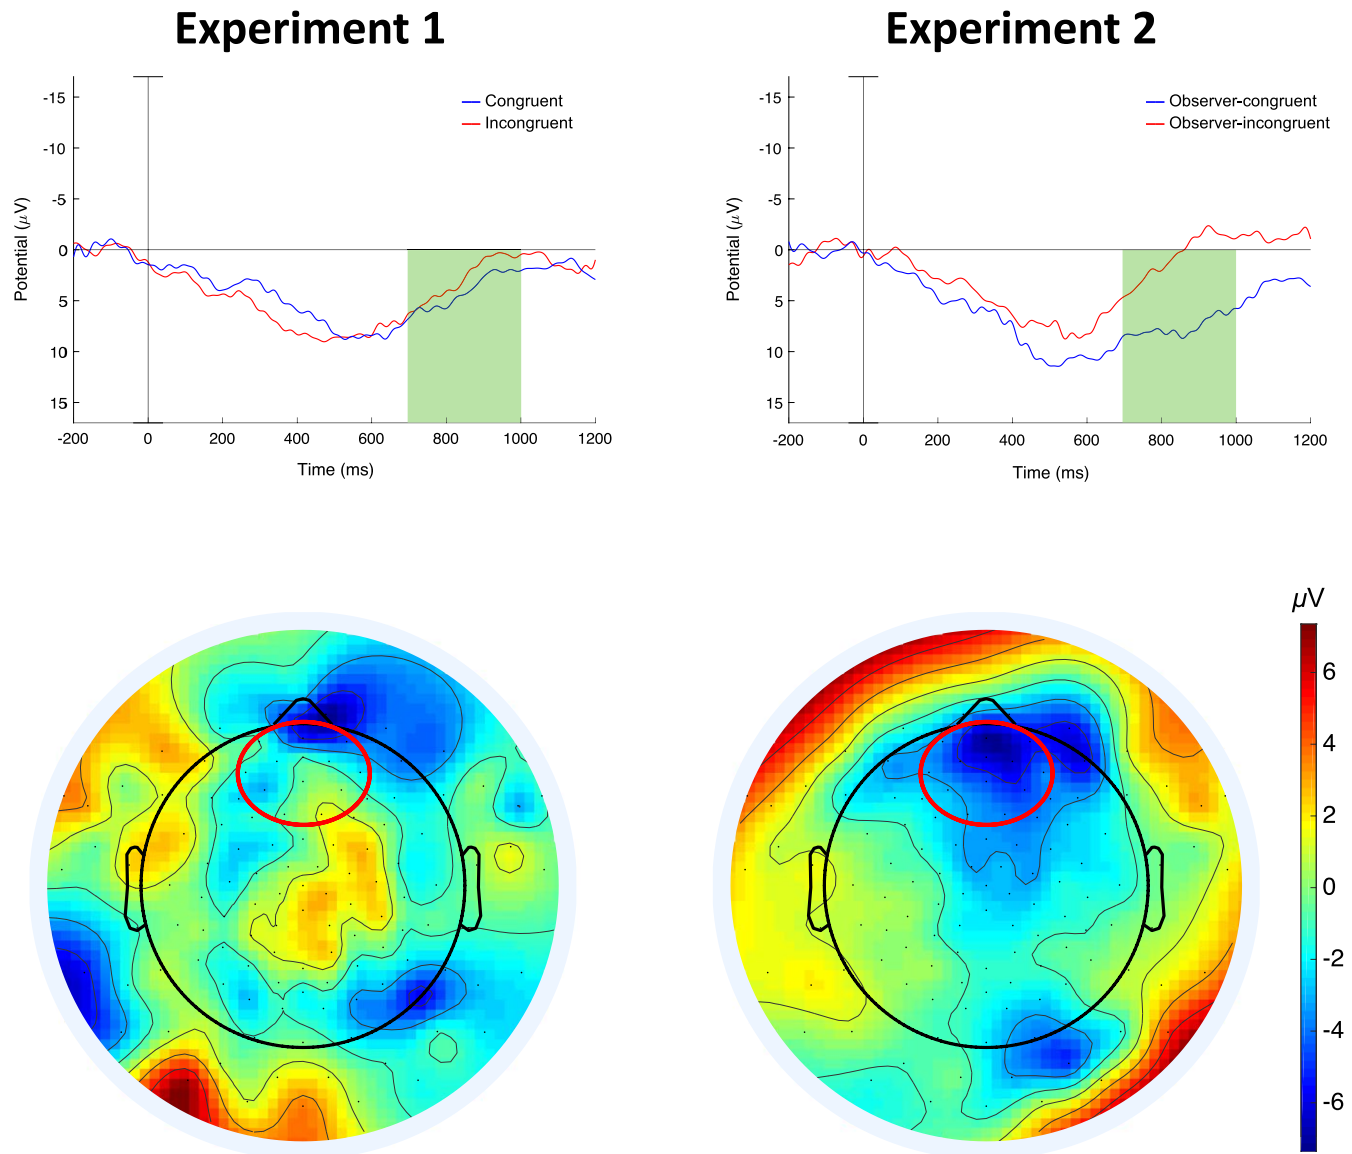 Experiment 1
Experiment 2
Congruent
Incongruent
Observer-congruent
Observer-incongruent
Potential (μV)
-15
-10
-5
0
5
10
15
-200 0 200 400 600 800 1000 1200
Time (ms)
Potential (μV)
-15
-10
-5
0
5
10
15
-200 0 200 400 600 800 1000 1200
Time (ms)
μV
6
4
2
0
-2
-4
-6